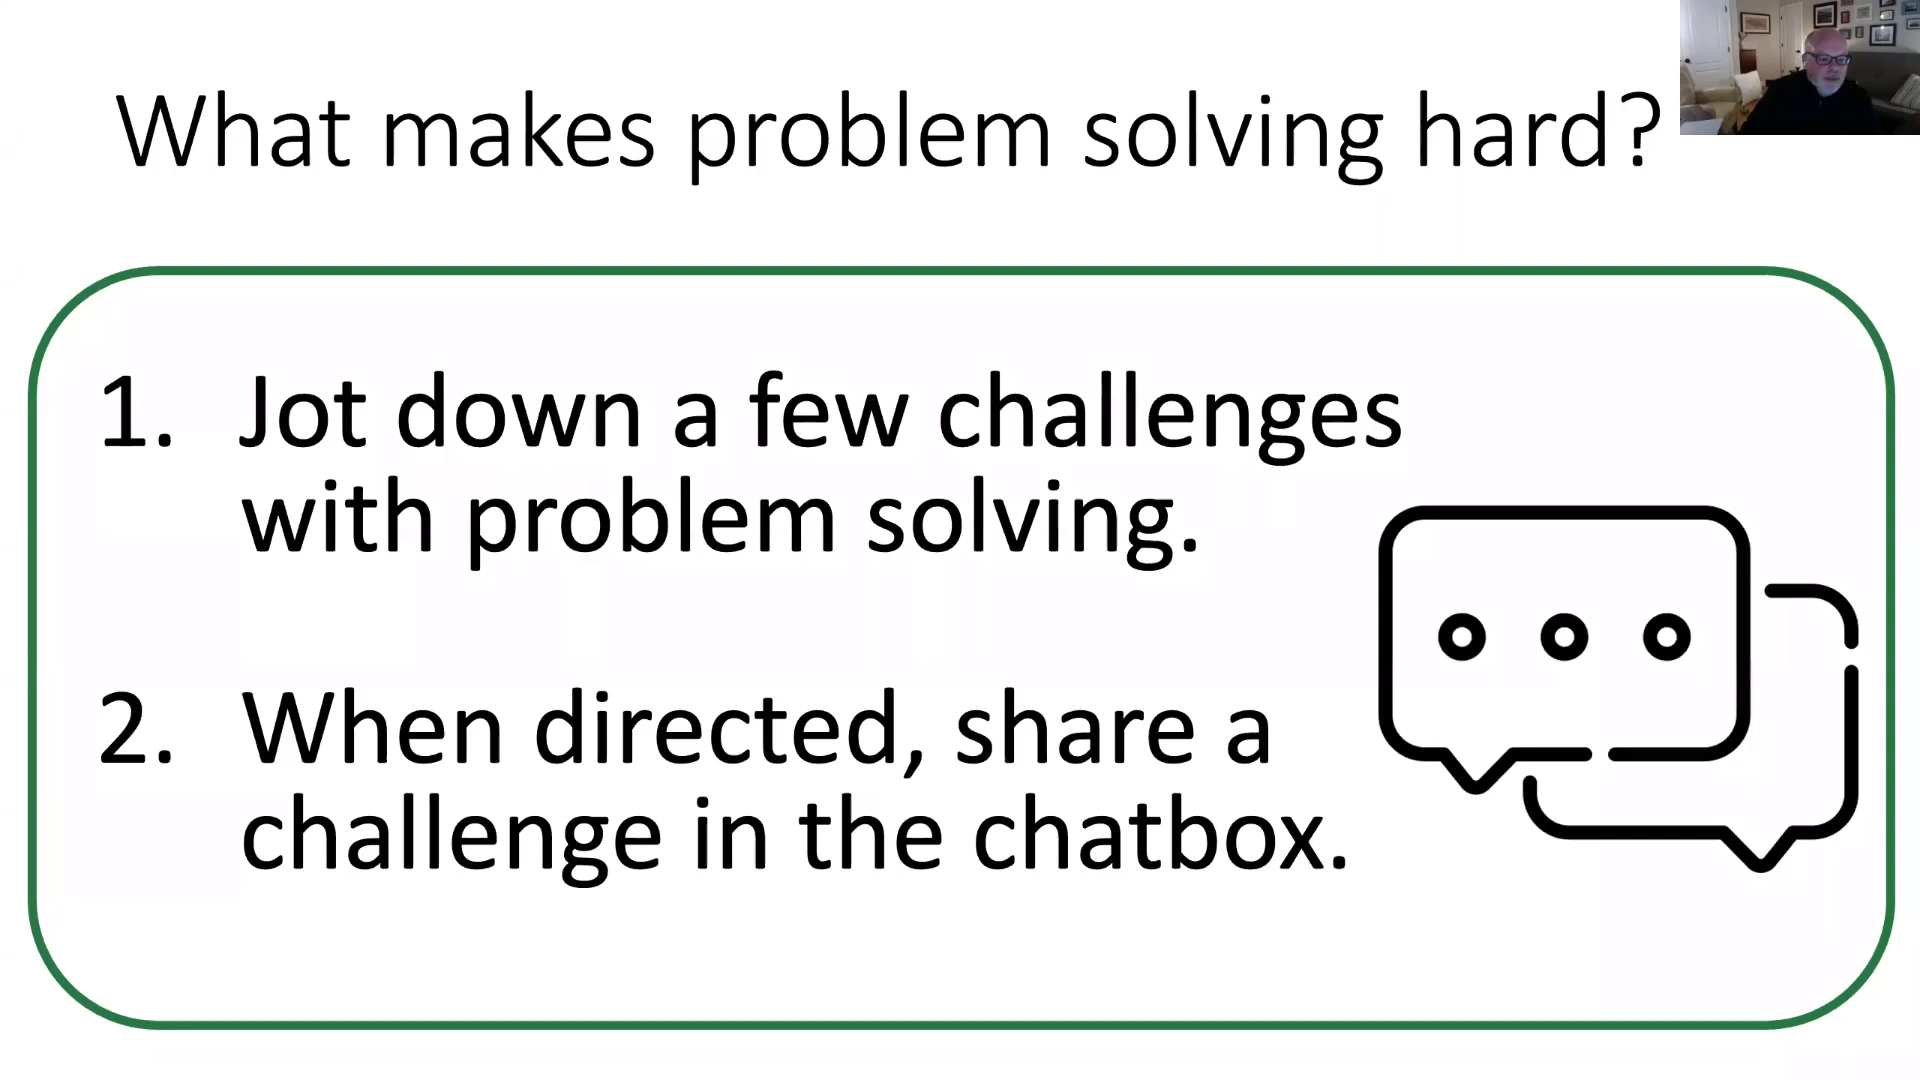 What makes problem solving hard?
1. Jot down a few challenges
with problem solving.
2. When directed, share a
challenge in the chatbox.